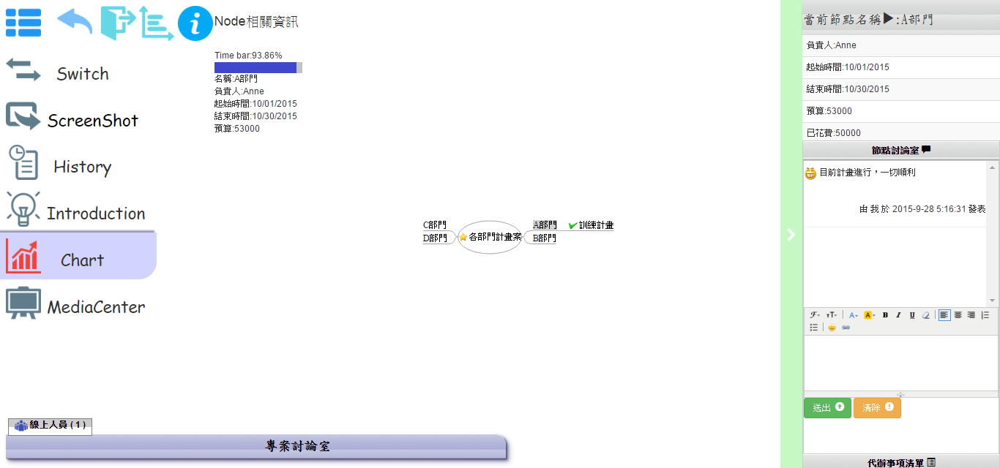 Node相關資訊
Time bar:93.86%
名稱:A部門
負責人:Anne
起始時間:10/01/2015
結束時間:10/30/2015
預算:53000
Switch
ScreenShot
History
Introduction
Chart
MediaCenter
C部門
D部門
各部門計畫案
A部門
訓練計畫
B部門
線上人員 ( 1 )
專案討論室
當前節點名稱▶:A部門
負責人:Anne
起始時間:10/01/2015
結束時間:10/30/2015
預算:53000
已花費:50000
節點討論室
目前計畫進行，一切順利
由 我 於 2015-9-28 5:16:31 發表
送出
清除
代辦事項清單